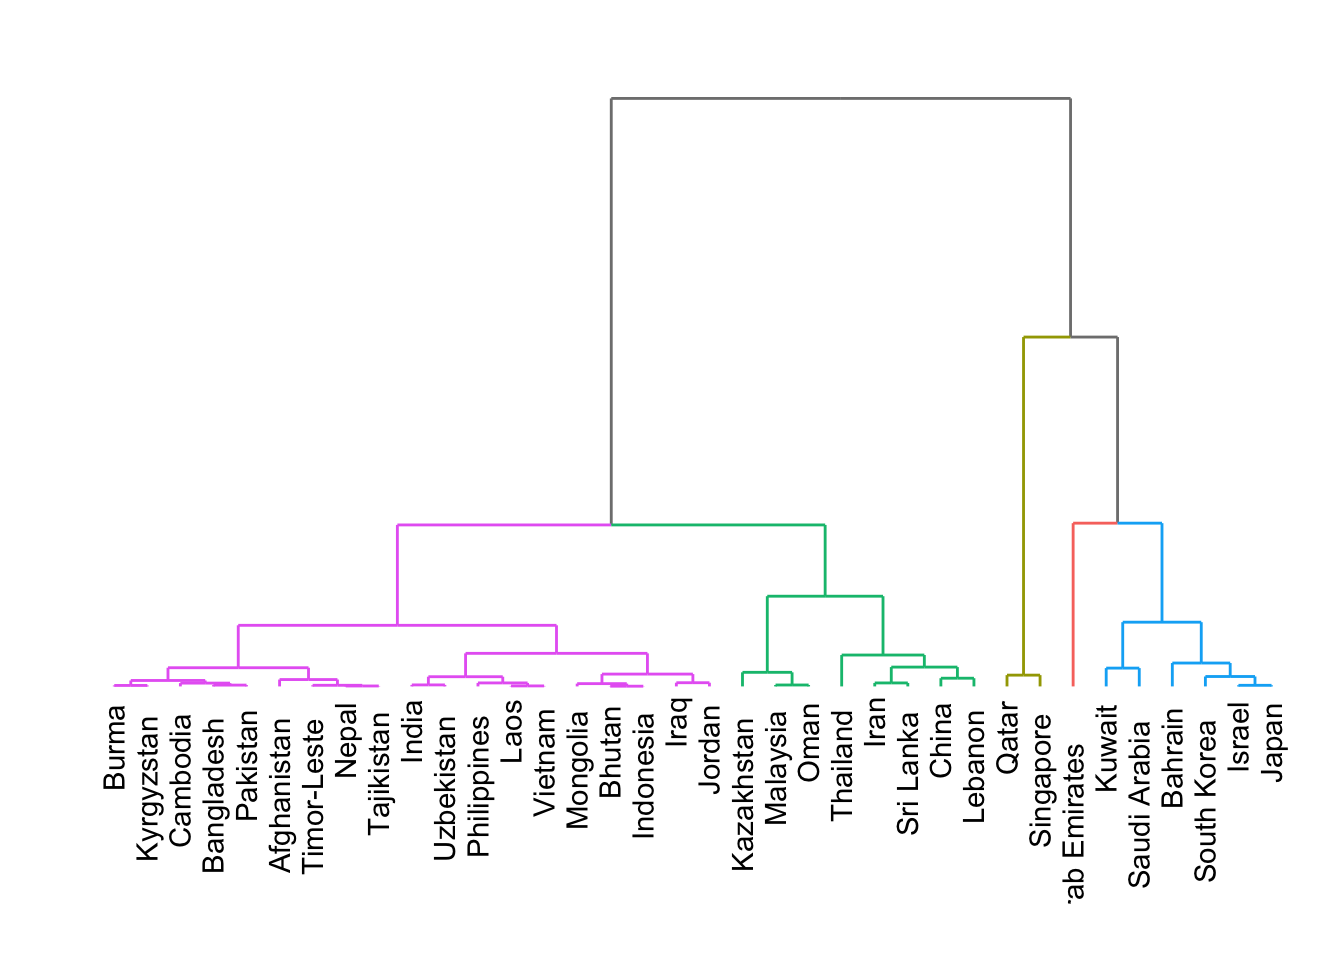 Burma
Kyrgyzstan
Cambodia
Bangladesh
Pakistan
Afghanistan
Timor-Leste
Nepal
Tajikistan
India
Uzbekistan
Philippines
Laos
Vietnam
Mongolia
Bhutan
Indonesia
Iraq
Jordan
Kazakhstan
Malaysia
Oman
Thailand
Iran
Sri Lanka
China
Lebanon
Qatar
Singapore
ab Emirates
Kuwait
Saudi Arabia
Bahrain
South Korea
Israel
Japan